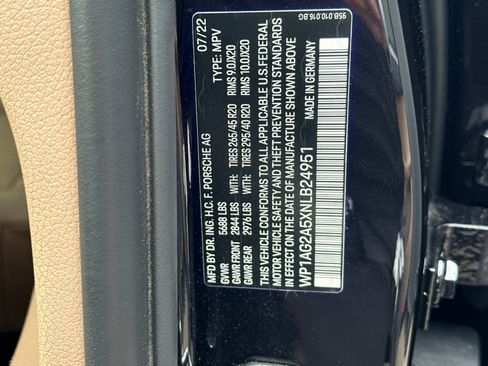 95B.010.016.BG
MFD BY DR. ING. H.C. F. PORSCHE AG 07/22
GVWR 5688 LBS TYPE: MPV
GAWR FRONT 2844 LBS WITH: TIRES 265/45 R20 RIMS 9.0JX20
GAWR REAR 2976 LBS WITH: TIRES 295/40 R20 RIMS 10.0JX20
THIS VEHICLE CONFORMS TO ALL APPLICABLE U.S.FEDERAL
MOTOR VEHICLE SAFETY AND THEFT PREVENTION STANDARDS
IN EFFECT ON THE DATE OF MANUFACTURE SHOWN ABOVE
WP1AG2A5XNLB24951 MADE IN GERMANY